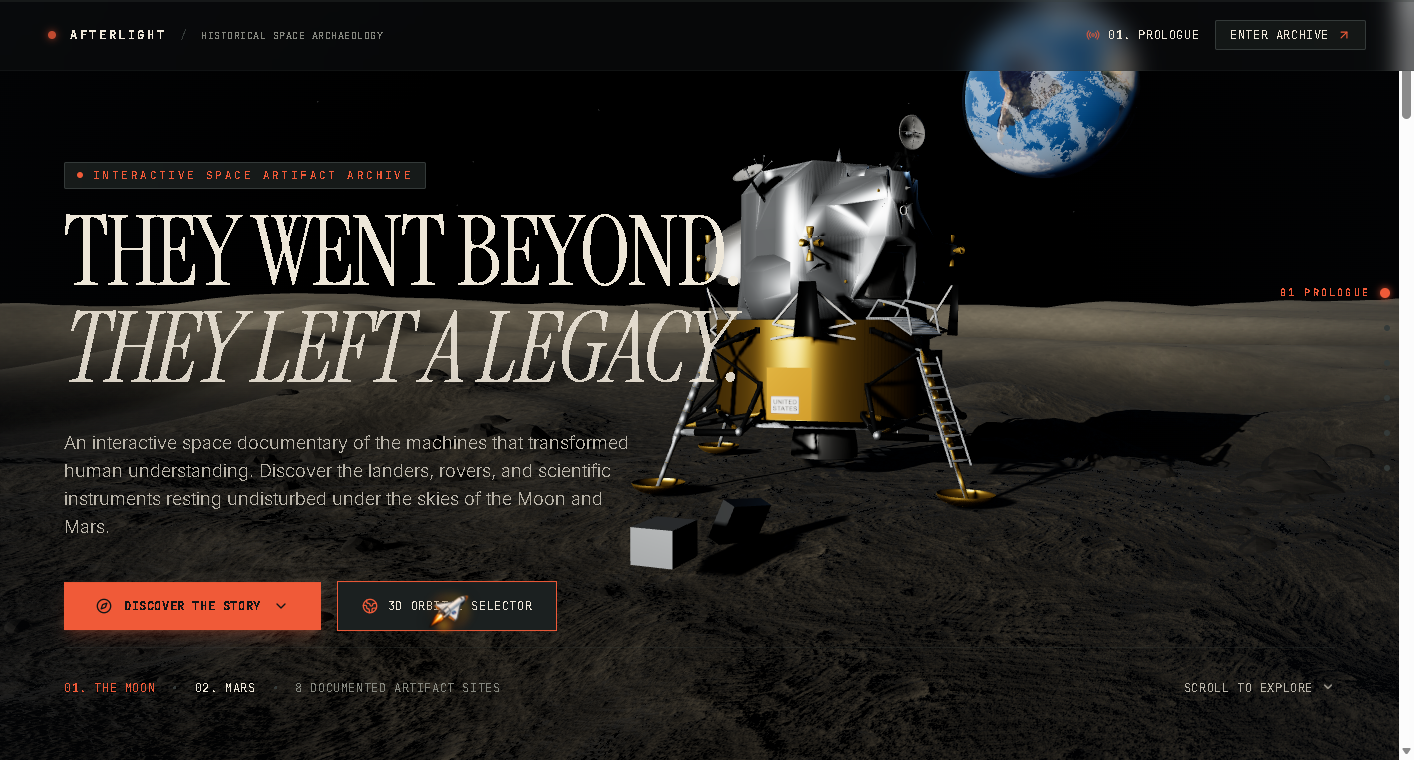 AFTERLIGHT / HISTORICAL SPACE ARCHAEOLOGY
01. PROLOGUE
ENTER ARCHIVE
INTERACTIVE SPACE ARTIFACT ARCHIVE
THEY WENT BEYOND.
THEY LEFT A LEGACY.
UNITED
STATES
01 PROLOGUE
An interactive space documentary of the machines that transformed
human understanding. Discover the landers, rovers, and scientific
instruments resting undisturbed under the skies of the Moon and
Mars.
DISCOVER THE STORY
3D ORBITAL SELECTOR
01. THE MOON · 02. MARS · 8 DOCUMENTED ARTIFACT SITES
SCROLL TO EXPLORE